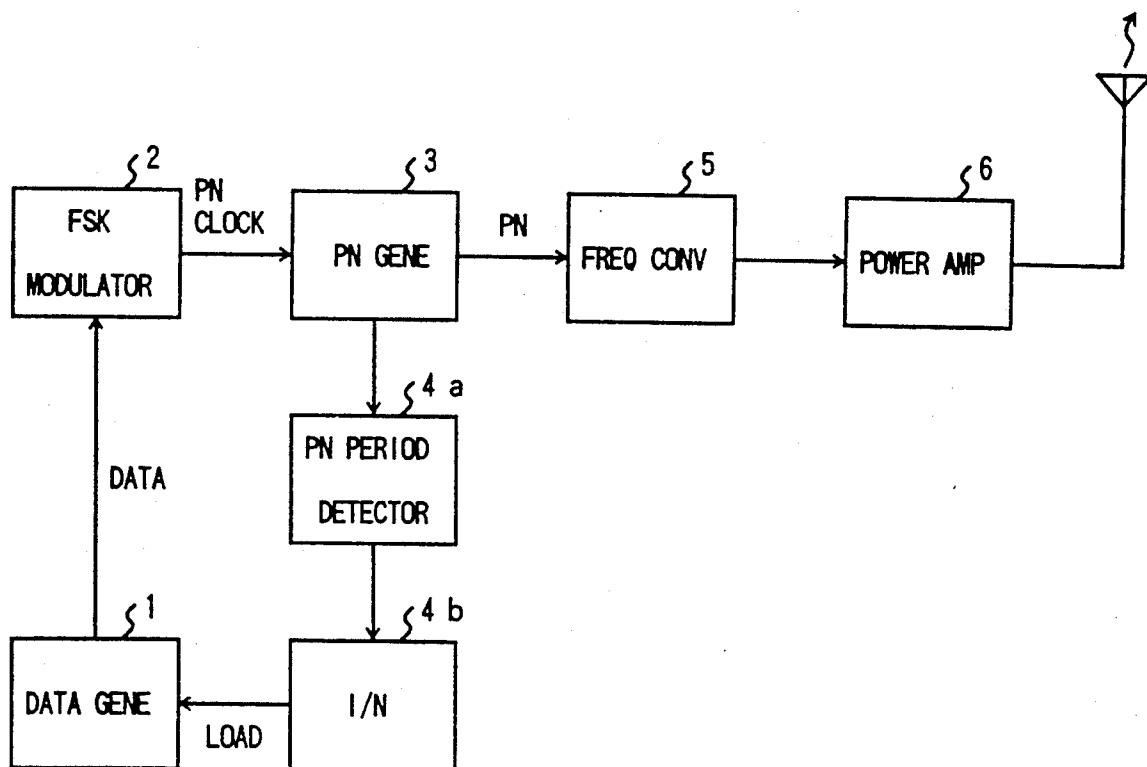 2
3
5
6
FSK
MODULATOR
PN
CLOCK
PN GENE
PN
FREQ CONV
POWER AMP
4 a
PN PERIOD
DETECTOR
DATA
1
4 b
DATA GENE
LOAD
I/N